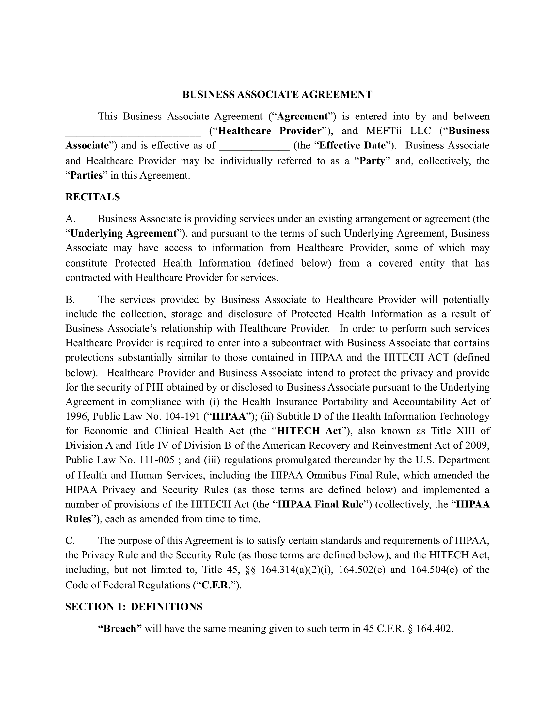 BUSINESS ASSOCIATE AGREEMENT
This Business Associate Agreement (“Agreement”) is entered into by and between
__________________________ (“Healthcare Provider”), and MEFTii LLC (“Business
Associate”) and is effective as of _____________ (the “Effective Date”). Business Associate
and Healthcare Provider may be individually referred to as a “Party” and, collectively, the
“Parties” in this Agreement.
RECITALS
A. Business Associate is providing services under an existing arrangement or agreement (the
“Underlying Agreement”), and pursuant to the terms of such Underlying Agreement, Business
Associate may have access to information from Healthcare Provider, some of which may
constitute Protected Health Information (defined below) from a covered entity that has
contracted with Healthcare Provider for services.
B. The services provided by Business Associate to Healthcare Provider will potentially
include the collection, storage and disclosure of Protected Health Information as a result of
Business Associate’s relationship with Healthcare Provider. In order to perform such services
Healthcare Provider is required to enter into a subcontract with Business Associate that contains
protections substantially similar to those contained in HIPAA and the HITECH ACT (defined
below). Healthcare Provider and Business Associate intend to protect the privacy and provide
for the security of PHI obtained by or disclosed to Business Associate pursuant to the Underlying
Agreement in compliance with (i) the Health Insurance Portability and Accountability Act of
1996, Public Law No. 104-191 (“HIPAA”); (ii) Subtitle D of the Health Information Technology
for Economic and Clinical Health Act (the “HITECH Act”), also known as Title XIII of
Division A and Title IV of Division B of the American Recovery and Reinvestment Act of 2009,
Public Law No. 111-005 ; and (iii) regulations promulgated thereunder by the U.S. Department
of Health and Human Services, including the HIPAA Omnibus Final Rule, which amended the
HIPAA Privacy and Security Rules (as those terms are defined below) and implemented a
number of provisions of the HITECH Act (the “HIPAA Final Rule”) (collectively, the “HIPAA
Rules”), each as amended from time to time.
C. The purpose of this Agreement is to satisfy certain standards and requirements of HIPAA,
the Privacy Rule and the Security Rule (as those terms are defined below), and the HITECH Act,
including, but not limited to, Title 45, §§ 164.314(a)(2)(i), 164.502(e) and 164.504(e) of the
Code of Federal Regulations (“C.F.R.”).
SECTION 1: DEFINITIONS
“Breach” will have the same meaning given to such term in 45 C.F.R. § 164.402.